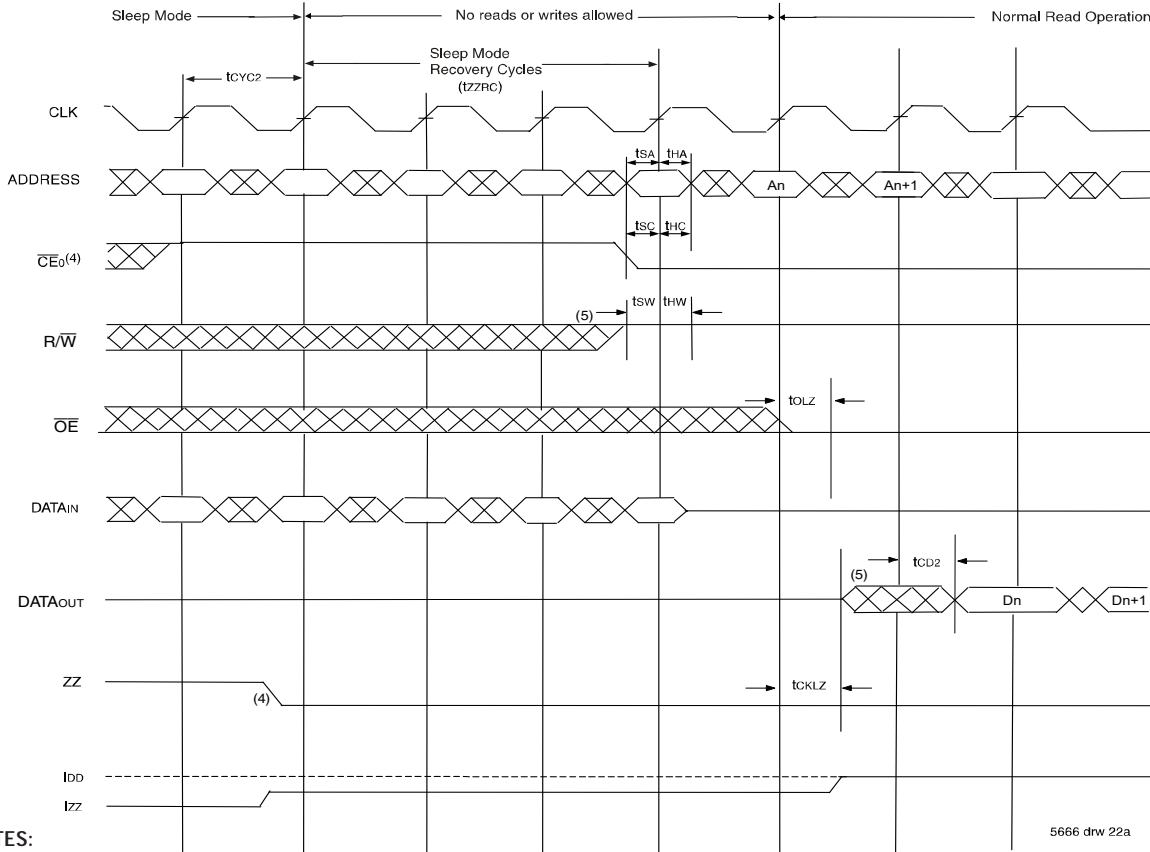 Sleep Mode
No reads or writes allowed
Normal Read Operation
Sleep Mode
Recovery Cycles
(tZZRC)
tCYC2
CLK
tSA tHA
ADDRESS
An
An+1
tSC tHC
CE0(4)
tSW tHW
(5)
R/W
tOLZ
OE
DATAIN
tCD2
(5)
DATAOUT
Dn
Dn+1
ZZ
(4)
tCKLZ
IDD
IZZ
5666 drw 22a
TES: